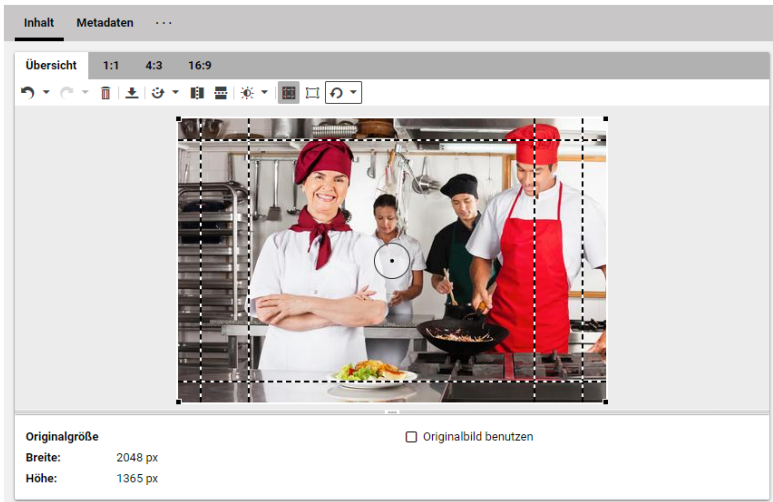 Inhalt Metadaten ...
Übersicht 1:1 4:3 16:9
Originalgröße
Originalbild benutzen
Breite: 2048 px
Höhe: 1365 px